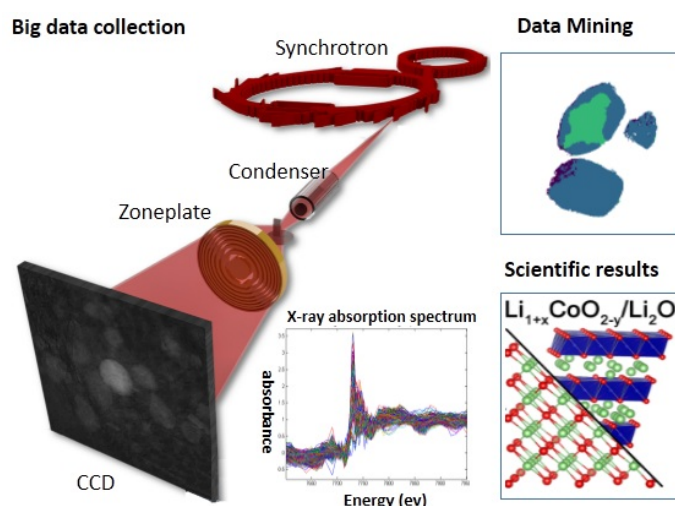 Big data collection
Data Mining
Synchrotron
Condenser
Zoneplate
Scientific results
Li1+xCoO2-y/Li2O
X-ray absorption spectrum
absorbance
CCD
Energy (ev)